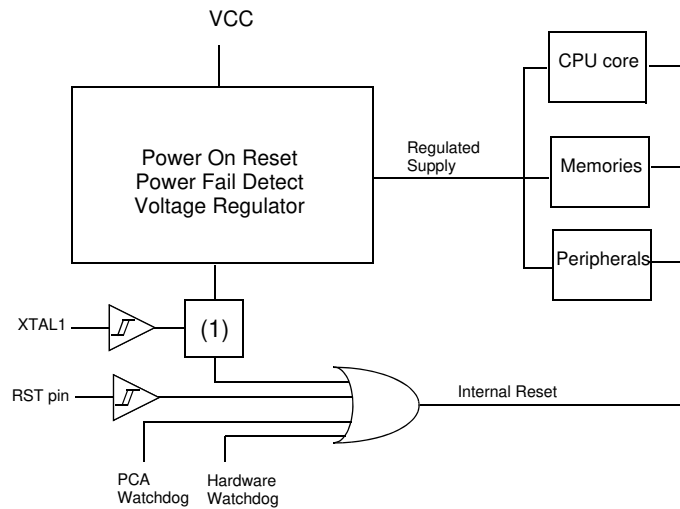 VCC
CPU core
Power On Reset
Power Fail Detect
Voltage Regulator
Regulated
Supply
Memories
Peripherals
XTAL1
(1)
RST pin
Internal Reset
PCA
Watchdog
Hardware
Watchdog